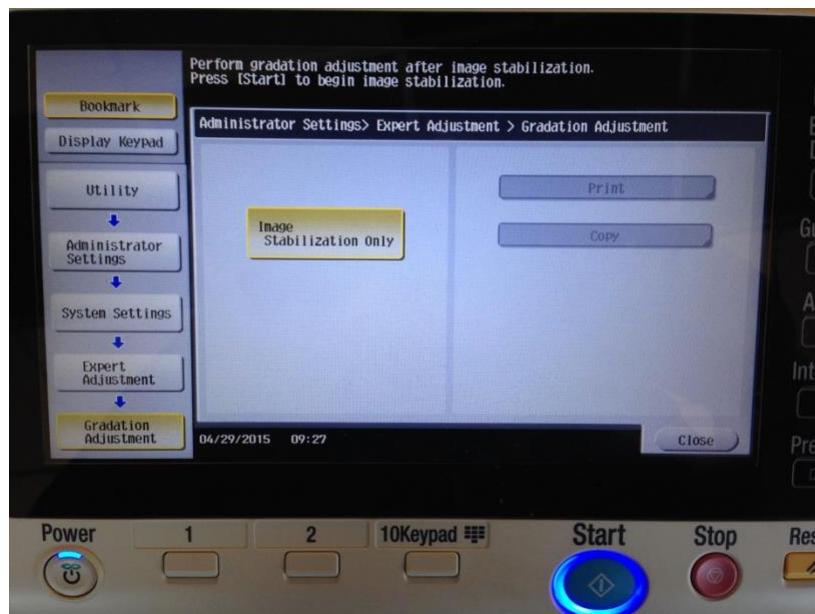 Perform gradation adjustment after image stabilization.
Press [Start] to begin image stabilization.
Bookmark
Display Keypad
Administrator Settings> Expert Adjustment > Gradation Adjustment
Utility
Administrator
Settings
System Settings
Expert
Adjustment
Gradation
Adjustment
Image
Stabilization Only
Print
Copy
04/29/2015 09:27
Close
Power
1
2
10Keypad
Start
Stop